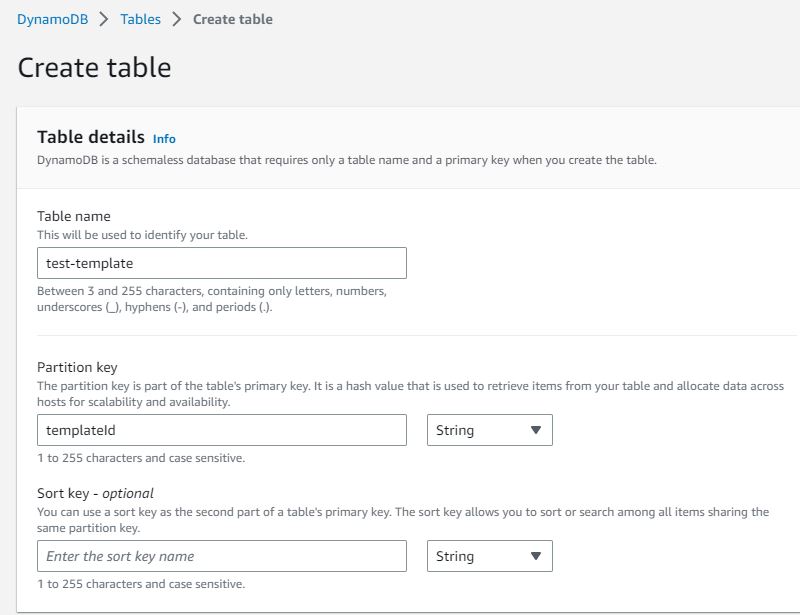 DynamoDB > Tables > Create table
Create table
Table details Info
DynamoDB is a schemaless database that requires only a table name and a primary key when you create the table.
Table name
This will be used to identify your table.
test-template
Between 3 and 255 characters, containing only letters, numbers,
underscores (_), hyphens (-), and periods (.).
Partition key
The partition key is part of the table's primary key. It is a hash value that is used to retrieve items from your table and allocate data across
hosts for scalability and availability.
templateId String
1 to 255 characters and case sensitive.
Sort key - optional
You can use a sort key as the second part of a table's primary key. The sort key allows you to sort or search among all items sharing the
same partition key.
Enter the sort key name String
1 to 255 characters and case sensitive.